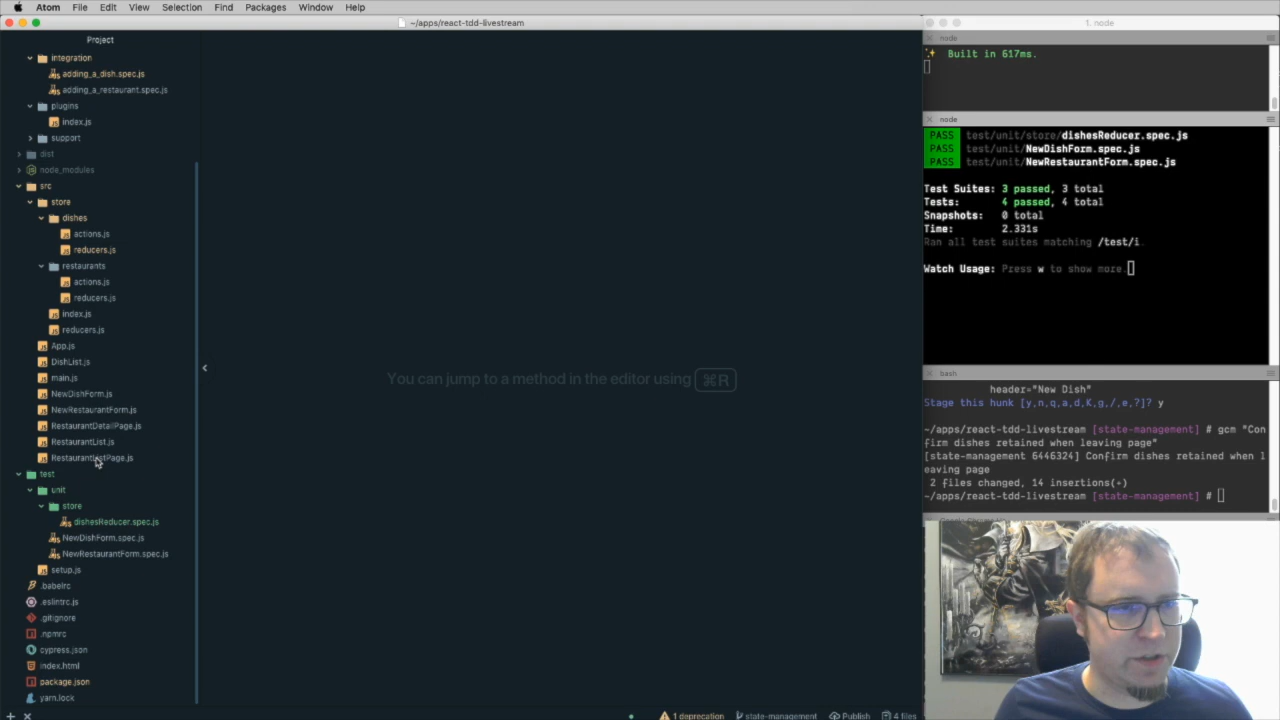 Atom File Edit View Selection Find Packages Window Help
~/apps/react-tdd-livestream
Project
integration
adding_a_dish.spec.js
adding_a_restaurant.spec.js
plugins
index.js
support
dist
node_modules
src
store
dishes
actions.js
reducers.js
restaurants
actions.js
reducers.js
index.js
reducers.js
App.js
DishList.js
main.js
NewDishForm.js
NewRestaurantForm.js
RestaurantDetailPage.js
RestaurantList.js
RestaurantListPage.js
test
unit
store
dishesReducer.spec.js
NewDishForm.spec.js
NewRestaurantForm.spec.js
setup.js
.babelrc
.eslintrc.js
.gitignore
.npmrc
cypress.json
index.html
package.json
yarn.lock
You can jump to a method in the editor using ⌘R
1 deprecation state-management Publish 4 files
1. node
node
✨ Built in 617ms.
node
PASS test/unit/store/dishesReducer.spec.js
PASS test/unit/NewDishForm.spec.js
PASS test/unit/NewRestaurantForm.spec.js
Test Suites: 3 passed, 3 total
Tests: 4 passed, 4 total
Snapshots: 0 total
Time: 2.331s
Ran all test suites matching /test/i
Watch Usage: Press w to show more.
bash
header="New Dish"
Stage this hunk [y,n,q,a,d,K,g,/,e,?]? y
~/apps/react-tdd-livestream [state-management] # gcm "Con
firm dishes retained when leaving page"
[state-management 6446324] Confirm dishes retained when l
eaving page
2 files changed, 14 insertions(+)
~/apps/react-tdd-livestream [state-management] #